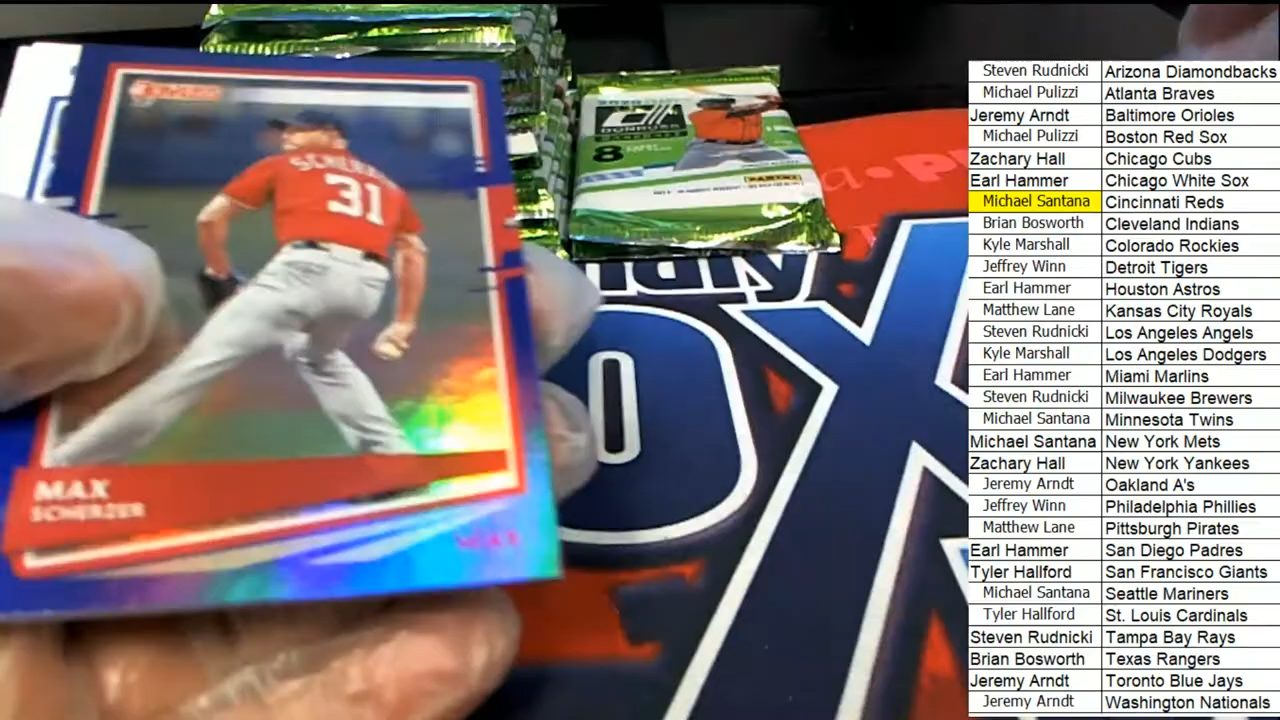 Donruss
SCHERZER
31
MAX
SCHERZER
2020
DONRUSS
BASEBALL
8
PANINI
OX
Steven Rudnicki Arizona Diamondbacks
Michael Pulizzi Atlanta Braves
Jeremy Arndt Baltimore Orioles
Michael Pulizzi Boston Red Sox
Zachary Hall Chicago Cubs
Earl Hammer Chicago White Sox
Michael Santana Cincinnati Reds
Brian Bosworth Cleveland Indians
Kyle Marshall Colorado Rockies
Jeffrey Winn Detroit Tigers
Earl Hammer Houston Astros
Matthew Lane Kansas City Royals
Steven Rudnicki Los Angeles Angels
Kyle Marshall Los Angeles Dodgers
Earl Hammer Miami Marlins
Steven Rudnicki Milwaukee Brewers
Michael Santana Minnesota Twins
Michael Santana New York Mets
Zachary Hall New York Yankees
Jeremy Arndt Oakland A's
Jeffrey Winn Philadelphia Phillies
Matthew Lane Pittsburgh Pirates
Earl Hammer San Diego Padres
Tyler Hallford San Francisco Giants
Michael Santana Seattle Mariners
Tyler Hallford St. Louis Cardinals
Steven Rudnicki Tampa Bay Rays
Brian Bosworth Texas Rangers
Jeremy Arndt Toronto Blue Jays
Jeremy Arndt Washington Nationals